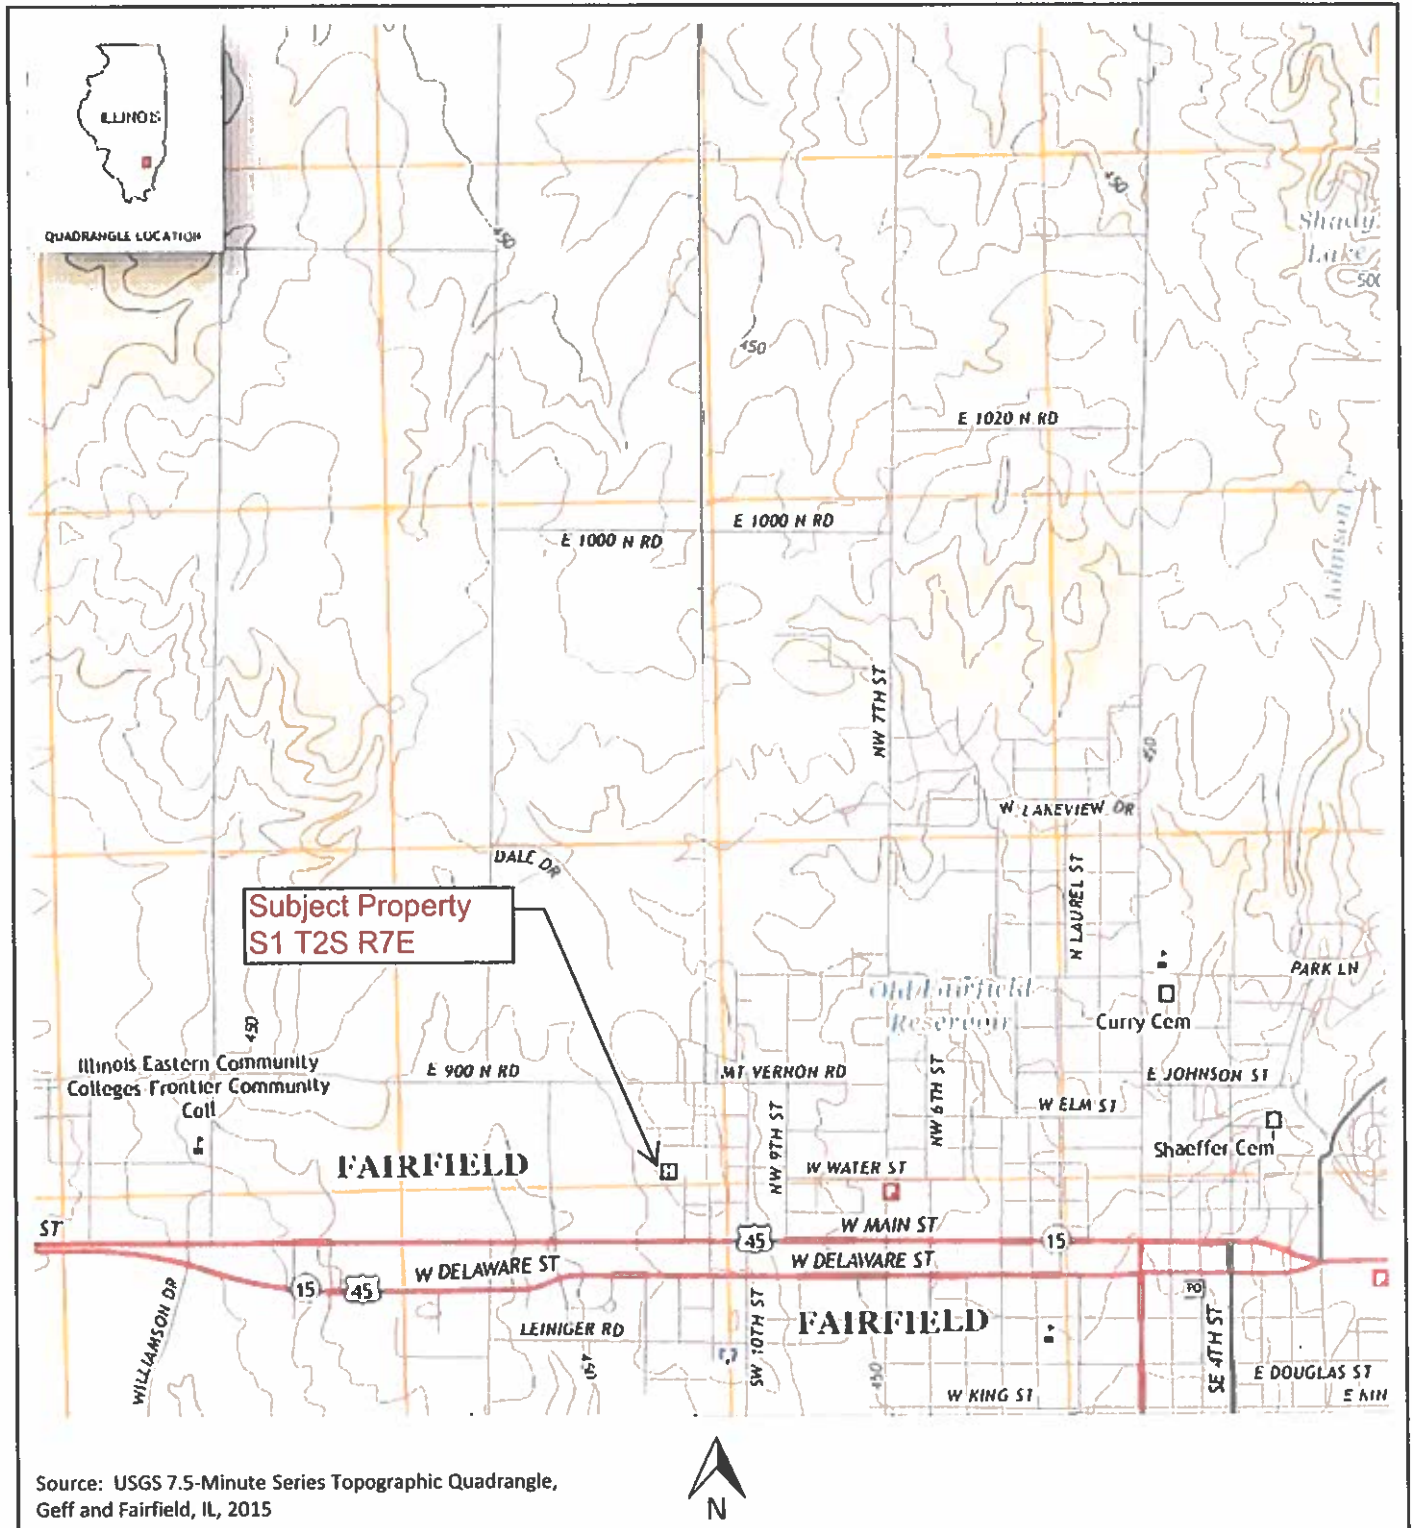 ILLINOIS
QUADRANGLE LOCATION
450
450
Shady
Lake
500
450
E 1020 N RD
E 1000 N RD
E 1000 N RD
Johnson
NW 7TH ST
450
W LAKEVIEW DR
DALE DR
N LAUREL ST
Subject Property
S1 T2S R7E
PARK LN
Old Fairfield
Reservoir
Curry Cem
450
Illinois Eastern Community
Colleges Frontier Community
Coll
E 900 N RD
MT VERNON RD
E JOHNSON ST
NW 6TH ST
W ELM ST
NW 9TH ST
Shaeffer Cem
FAIRFIELD
H
W WATER ST
ST
W MAIN ST
45
15
W DELAWARE ST
W DELAWARE ST
15
45
PO
WILLIAMSON DR
LEINIGER RD
FAIRFIELD
SW 10TH ST
SE 4TH ST
450
450
E DOUGLAS ST
W KING ST
E KIN
Source: USGS 7.5-Minute Series Topographic Quadrangle,
Geff and Fairfield, IL, 2015
N